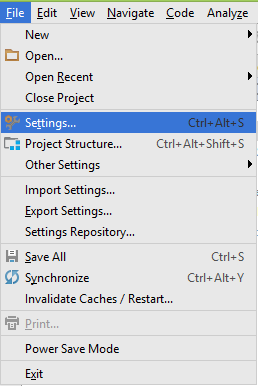 File Edit View Navigate Code Analyze
New
Open...
Open Recent
Close Project
Settings... Ctrl+Alt+S
Project Structure... Ctrl+Alt+Shift+S
Other Settings
Import Settings...
Export Settings...
Settings Repository...
Save All Ctrl+S
Synchronize Ctrl+Alt+Y
Invalidate Caches / Restart...
Print...
Power Save Mode
Exit